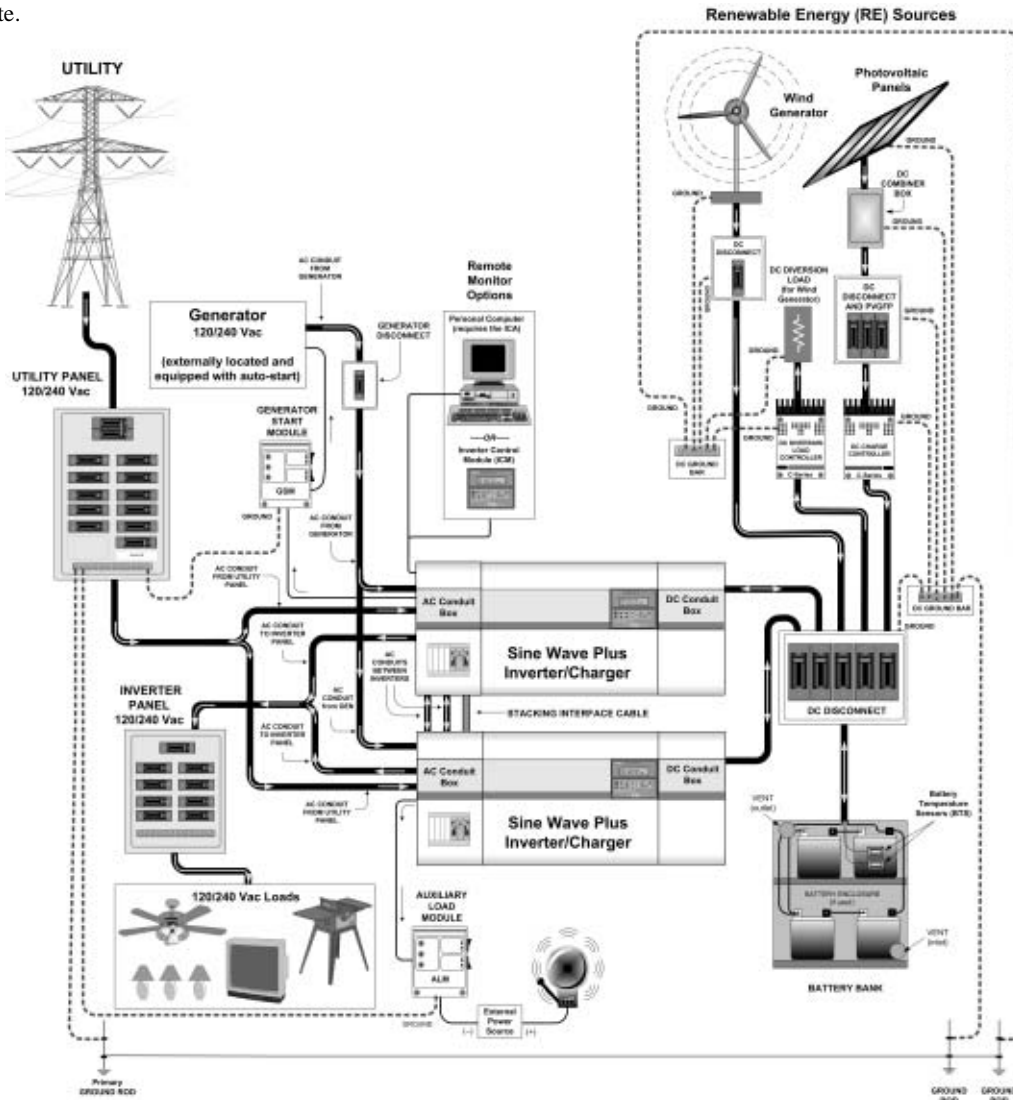 te.
Renewable Energy (RE) Sources
UTILITY
Wind
Generator
Photovoltaic
Panels
GROUND
DC
COMBINER
BOX
GROUND
GROUND
DC
DISCONNECT
GROUND
DC DIVERSION
LOAD
(for Wind
Generator)
DC
DISCONNECT
AND PVGFP
GROUND
GROUND
AC CONDUIT
FROM
GENERATOR
Remote
Monitor
Options
Personal Computer
(requires the ICA)
Generator
120/240 Vac
(externally located and
equipped with auto-start)
GENERATOR
DISCONNECT
UTILITY PANEL
120/240 Vac
GENERATOR
START
MODULE
GSM
GROUND
—OR—
Inverter Control
Module (ICM)
AC CONDUIT
FROM
GENERATOR
GROUND
GROUND
GROUND
DC GROUND
BAR
DC DIVERSION
LOAD
CONTROLLER
C-Series
DC CHARGE
CONTROLLER
C-Series
AC CONDUIT
FROM UTILITY
PANEL
AC Conduit
Box
DC Conduit
Box
DC GROUND BAR
GROUND
AC CONDUIT
TO INVERTER
PANEL
Sine Wave Plus
Inverter/Charger
AC
CONDUITS
BETWEEN
INVERTERS
INVERTER
PANEL
120/240 Vac
AC
CONDUIT
from GEN
STACKING INTERFACE CABLE
DC DISCONNECT
AC CONDUIT
TO INVERTER
PANEL
AC Conduit
Box
DC Conduit
Box
AC CONDUIT
FROM UTILITY
PANEL
Sine Wave Plus
Inverter/Charger
VENT
(outlet)
Battery
Temperature
Sensors (BTS)
BATTERY ENCLOSURE
(if used)
VENT
(inlet)
BATTERY BANK
120/240 Vac Loads
AUXILIARY
LOAD
MODULE
ALM
GROUND
External
Power
Source
(–)
(+)
Primary
GROUND ROD
GROUND
ROD
GROUND
ROD